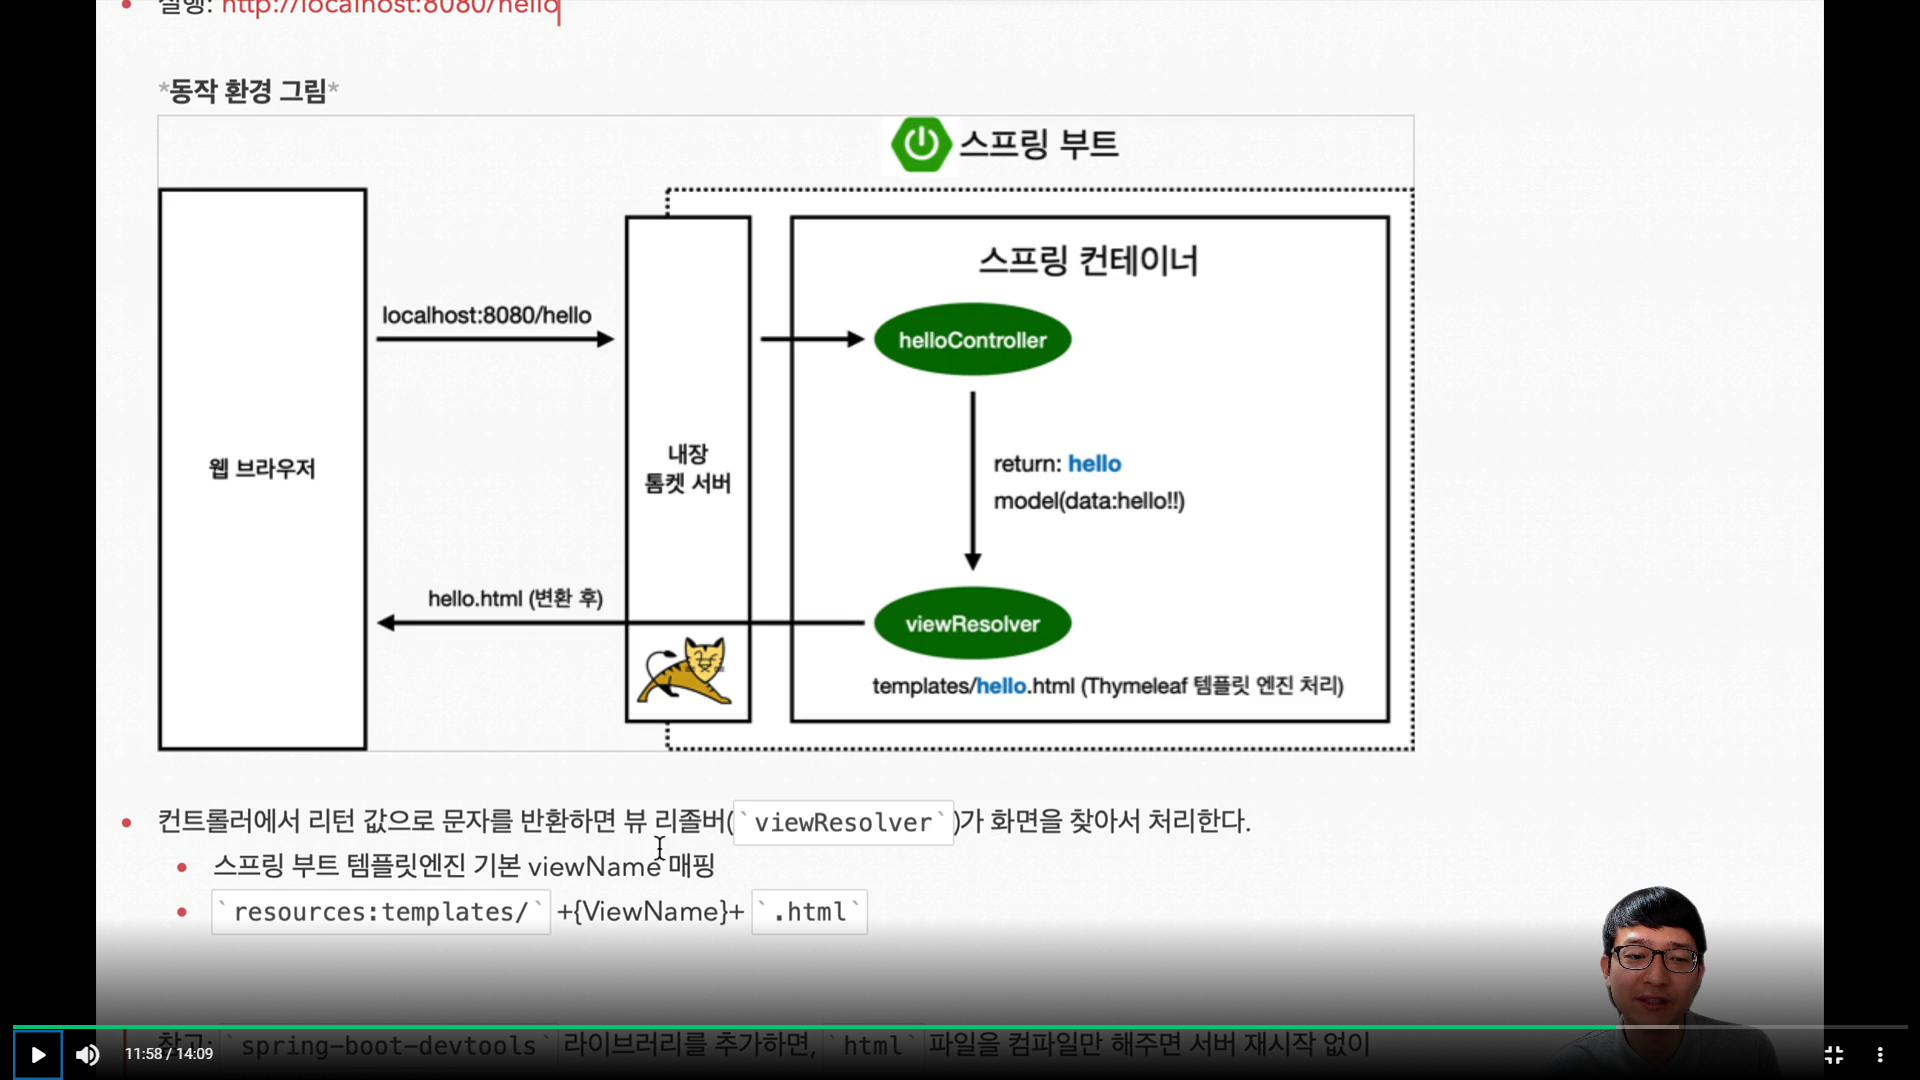 실행: http://localhost:8080/hello
*동작 환경 그림*
스프링 부트
스프링 컨테이너
localhost:8080/hello
helloController
웹 브라우저
내장
톰켓 서버
return: hello
model(data:hello!!)
hello.html (변환 후)
viewResolver
templates/hello.html (Thymeleaf 템플릿 엔진 처리)
컨트롤러에서 리턴 값으로 문자를 반환하면 뷰 리졸버(`viewResolver`)가 화면을 찾아서 처리한다.
스프링 부트 템플릿엔진 기본 viewName 매핑
`resources:templates/` +{ViewName}+ `.html`
참고: `spring-boot-devtools` 라이브러리를 추가하면, `html` 파일을 컴파일만 해주면 서버 재시작 없이
11:58 / 14:09